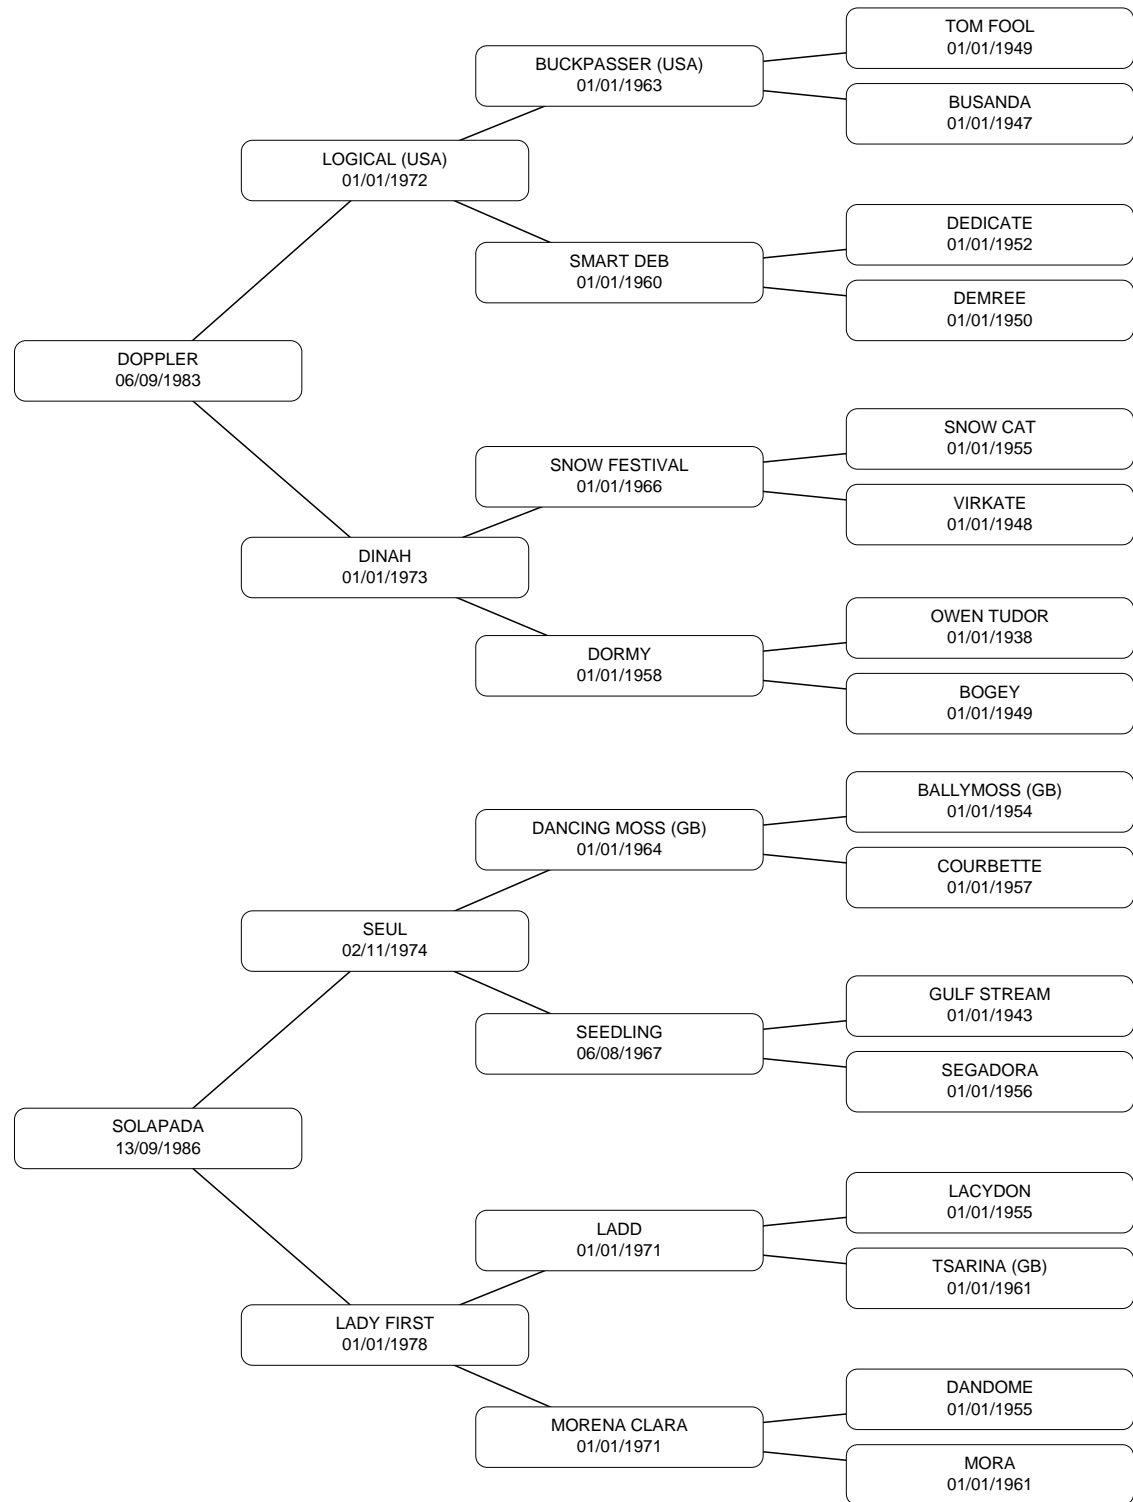 TOM FOOL
01/01/1949
BUCKPASSER (USA)
01/01/1963
BUSANDA
01/01/1947
LOGICAL (USA)
01/01/1972
DEDICATE
01/01/1952
SMART DEB
01/01/1960
DEMREE
01/01/1950
DOPPLER
06/09/1983
SNOW CAT
01/01/1955
SNOW FESTIVAL
01/01/1966
VIRKATE
01/01/1948
DINAH
01/01/1973
OWEN TUDOR
01/01/1938
DORMY
01/01/1958
BOGEY
01/01/1949
BALLYMOSS (GB)
01/01/1954
DANCING MOSS (GB)
01/01/1964
COURBETTE
01/01/1957
SEUL
02/11/1974
GULF STREAM
01/01/1943
SEEDLING
06/08/1967
SEGADORA
01/01/1956
SOLAPADA
13/09/1986
LACYDON
01/01/1955
LADD
01/01/1971
TSARINA (GB)
01/01/1961
LADY FIRST
01/01/1978
DANDOME
01/01/1955
MORENA CLARA
01/01/1971
MORA
01/01/1961